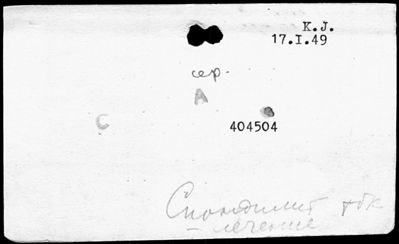 K.J.
17.I.49
сер.
А
С
404504
Спондилит тбк
– лечение